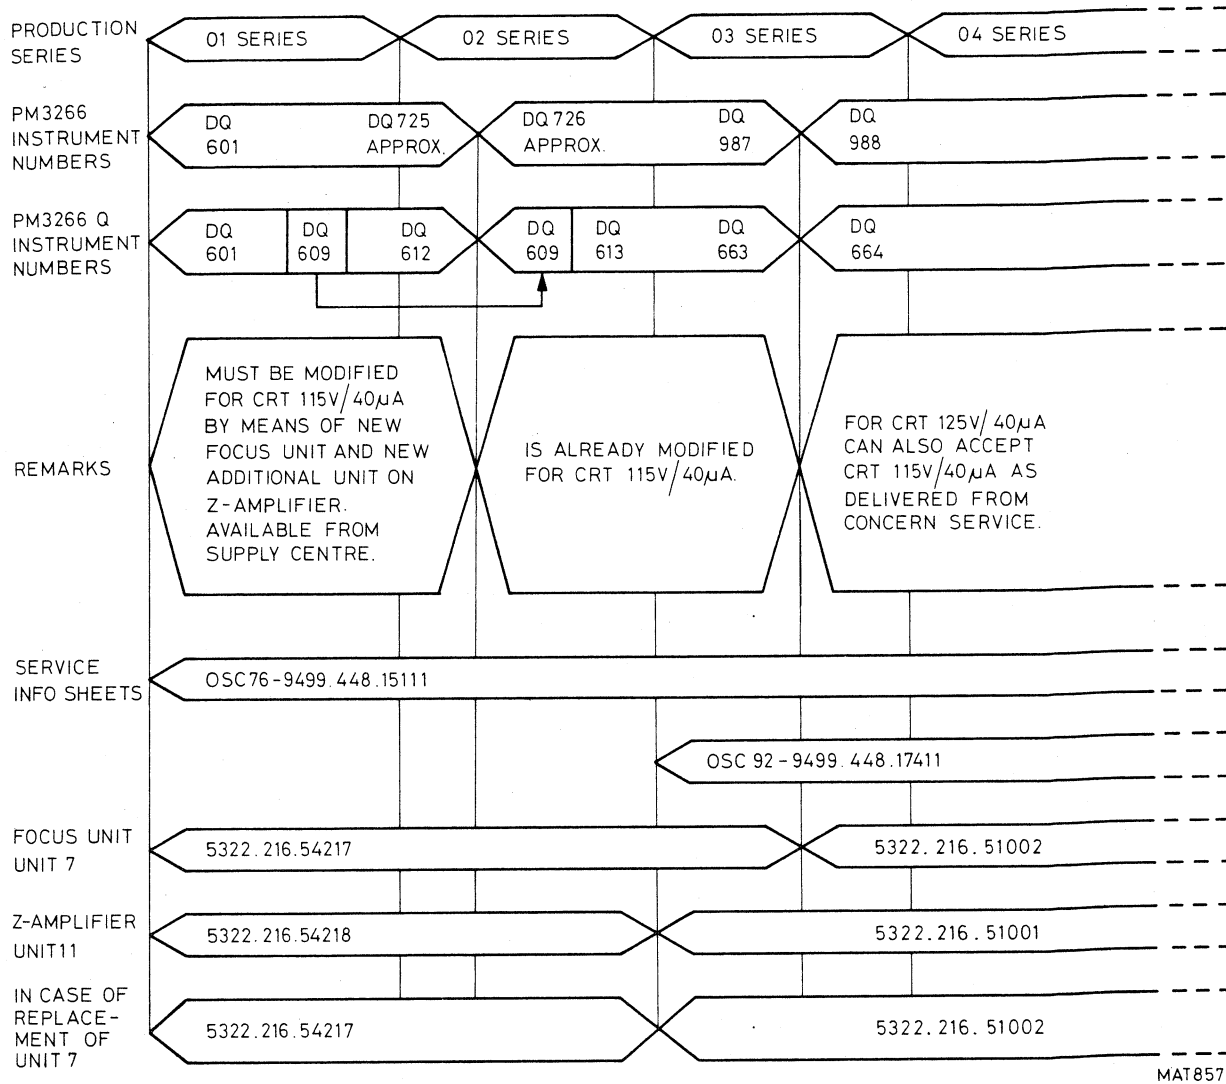 PRODUCTION
SERIES
01 SERIES
02 SERIES
03 SERIES
04 SERIES
PM3266
INSTRUMENT
NUMBERS
DQ
601
DQ 725
APPROX.
DQ 726
APPROX.
DQ
987
DQ
988
PM3266 Q
INSTRUMENT
NUMBERS
DQ
601
DQ
609
DQ
612
DQ
609
DQ
613
DQ
663
DQ
664
REMARKS
MUST BE MODIFIED
FOR CRT 115V/40µA
BY MEANS OF NEW
FOCUS UNIT AND NEW
ADDITIONAL UNIT ON
Z-AMPLIFIER.
AVAILABLE FROM
SUPPLY CENTRE.
IS ALREADY MODIFIED
FOR CRT 115V/40µA.
FOR CRT 125V/40µA
CAN ALSO ACCEPT
CRT 115V/40µA AS
DELIVERED FROM
CONCERN SERVICE.
SERVICE
INFO SHEETS
OSC76-9499.448.15111
OSC 92-9499.448.17411
FOCUS UNIT
UNIT 7
5322.216.54217
5322.216.51002
Z-AMPLIFIER
UNIT11
5322.216.54218
5322.216.51001
IN CASE OF
REPLACE-
MENT OF
UNIT 7
5322.216.54217
5322.216.51002
MAT857